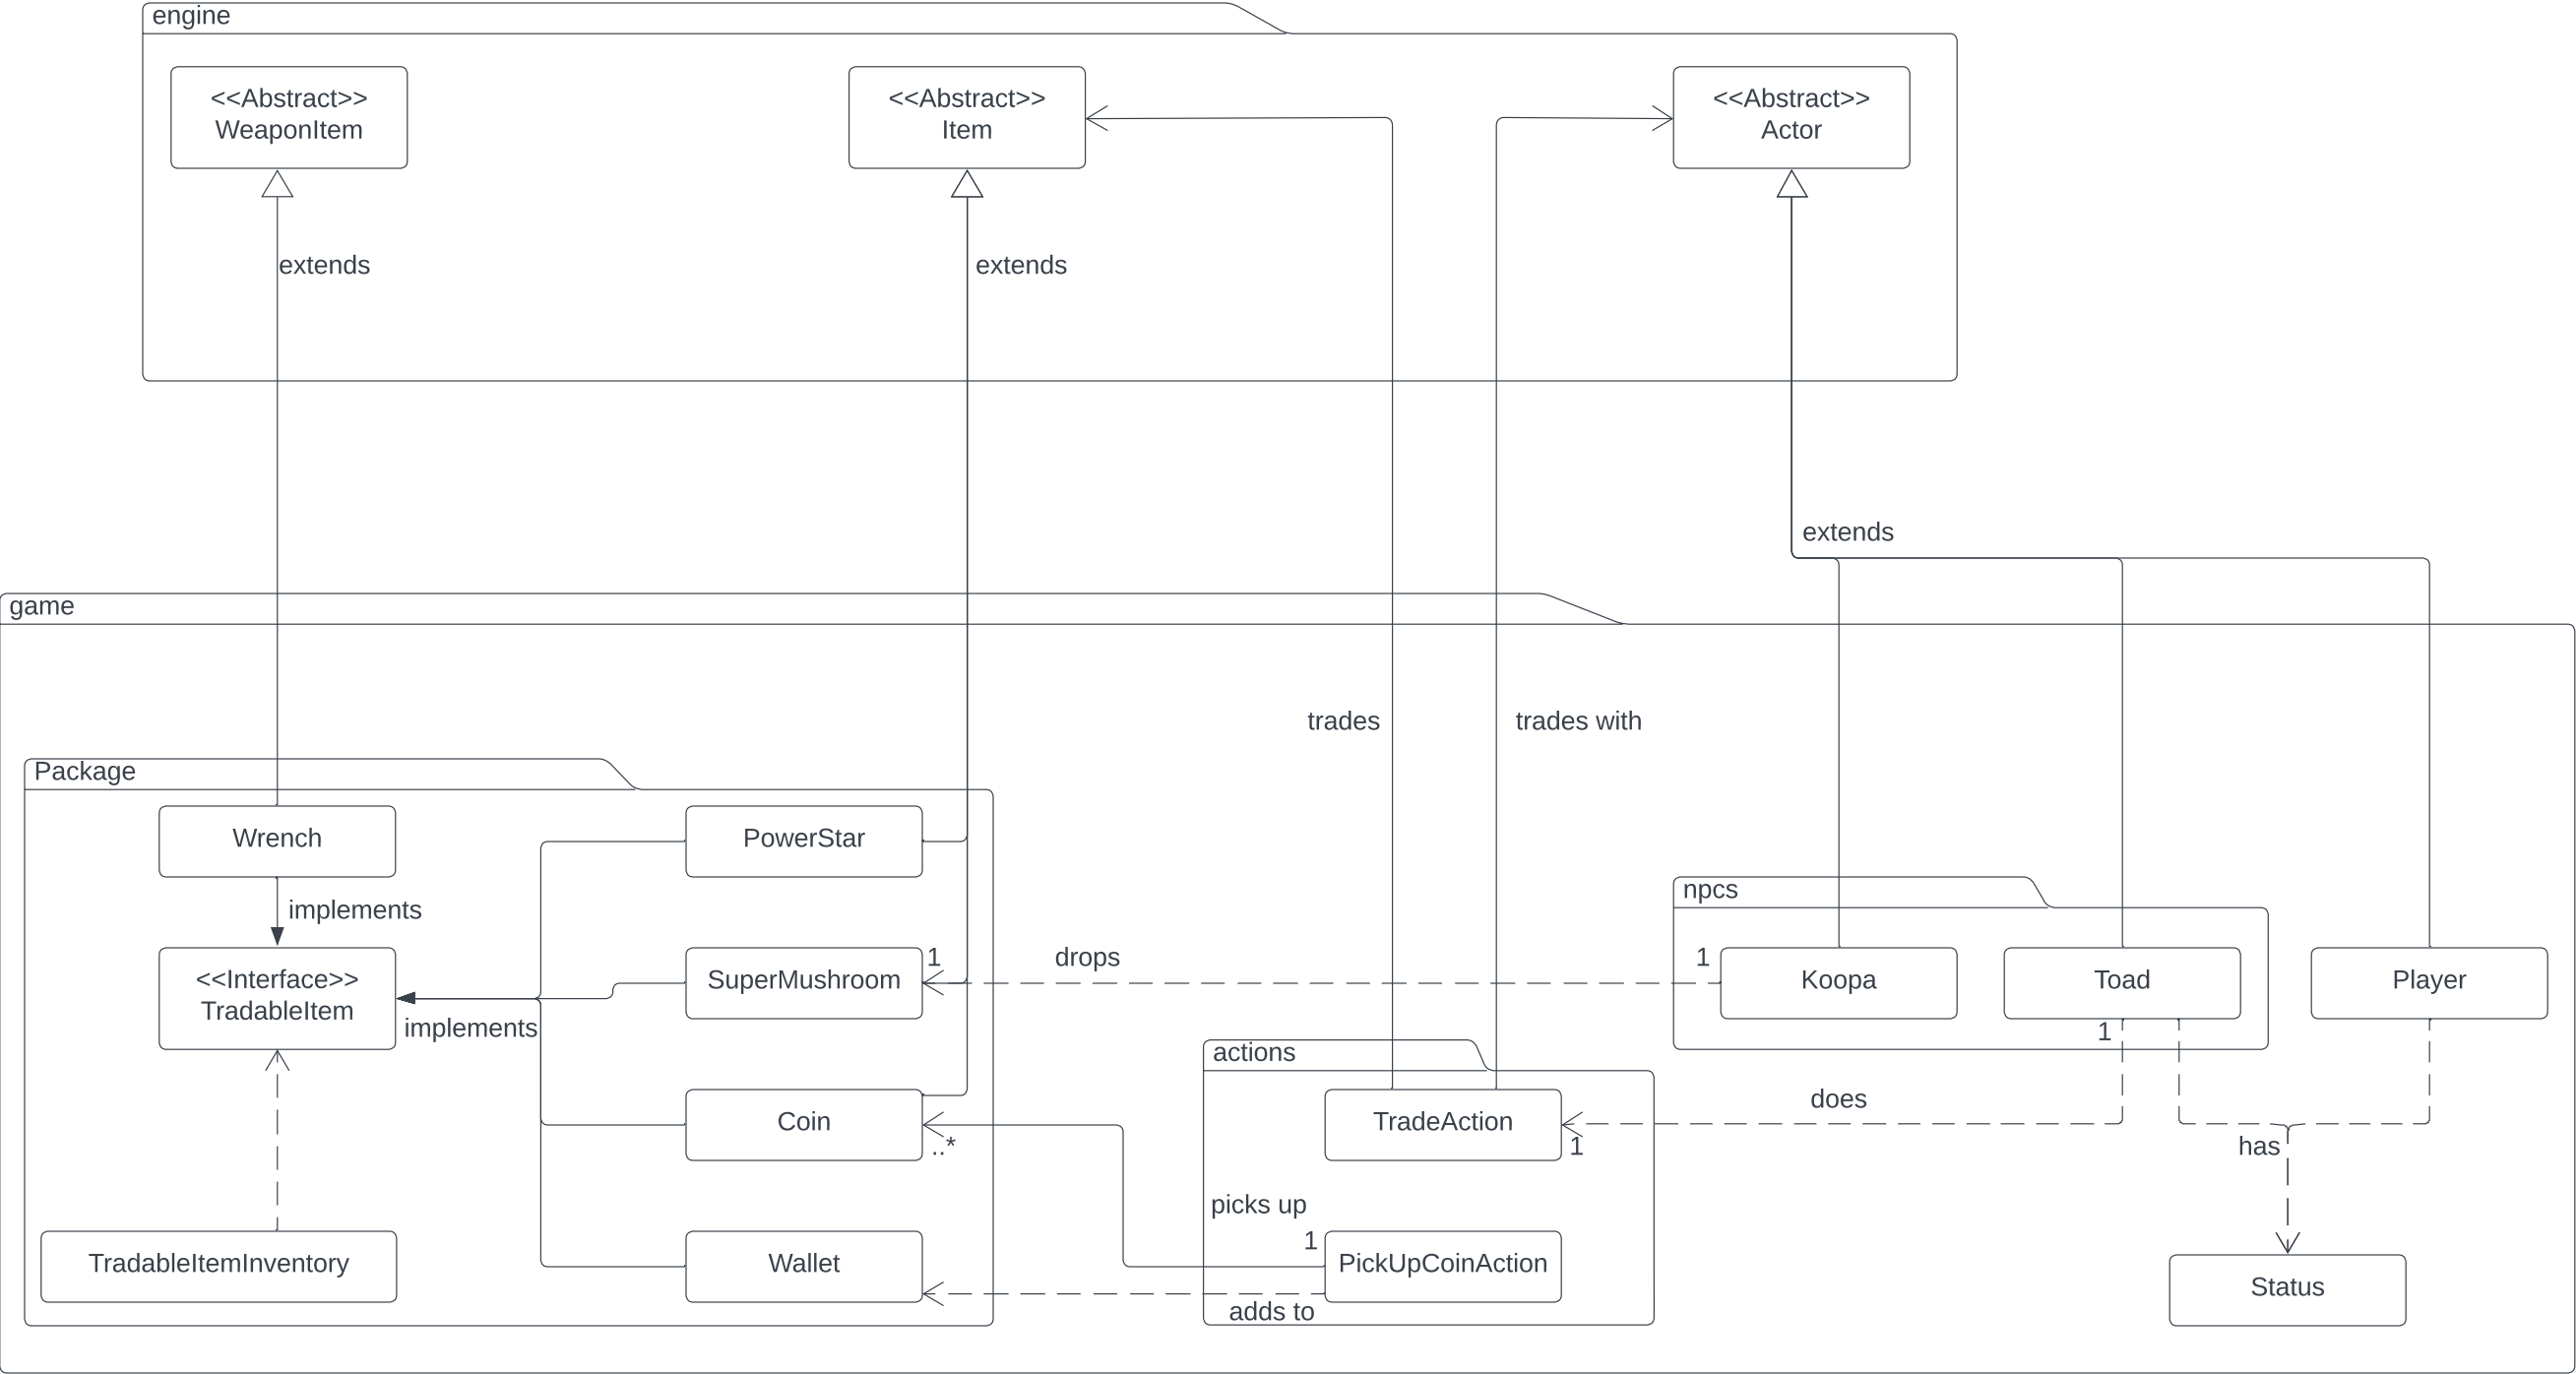 engine
<<Abstract>>
WeaponItem
<<Abstract>>
Item
<<Abstract>>
Actor
extends
extends
extends
game
trades
trades with
Package
Wrench
PowerStar
implements
npcs
<<Interface>>
TradableItem
SuperMushroom
1
drops
1
Koopa
Toad
Player
implements
1
actions
Coin
..*
TradeAction
1
does
has
picks up
1
TradableItemInventory
Wallet
PickUpCoinAction
adds to
Status